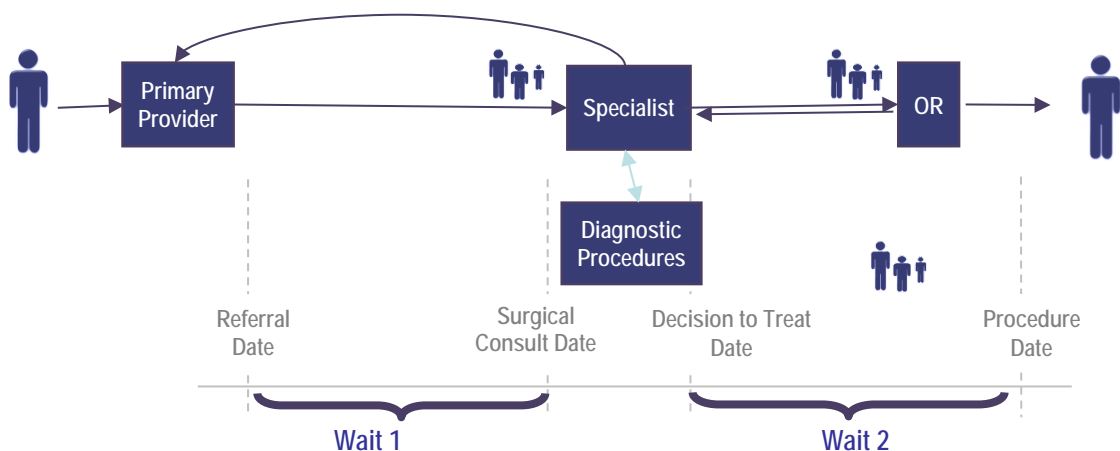 Primary
Provider
Specialist
OR
Diagnostic
Procedures
Referral
Date
Surgical
Consult Date
Decision to Treat
Date
Procedure
Date
Wait 1
Wait 2